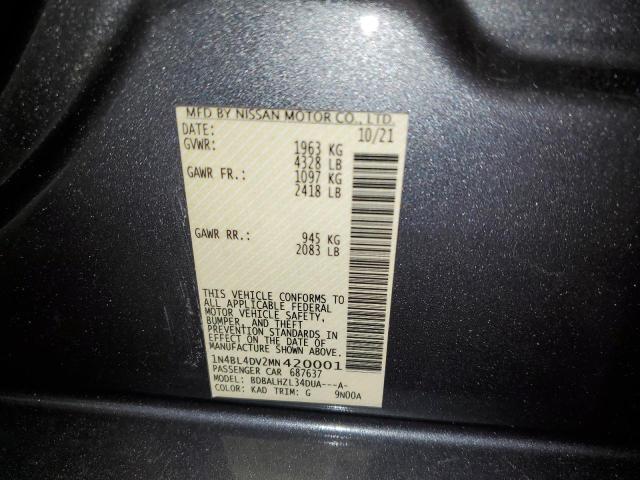 MFD BY NISSAN MOTOR CO., LTD.
DATE: 10/21
GVWR: 1963 KG
4328 LB
GAWR FR.: 1097 KG
2418 LB
GAWR RR.: 945 KG
2083 LB
THIS VEHICLE CONFORMS TO
ALL APPLICABLE FEDERAL
MOTOR VEHICLE SAFETY,
BUMPER, AND THEFT
PREVENTION STANDARDS IN
EFFECT ON THE DATE OF
MANUFACTURE SHOWN ABOVE.
1N4BL4DV2MN420001
PASSENGER CAR 687637
MODEL: BDBALHZL34DUA---A-
COLOR: KAD TRIM: G 9N00A